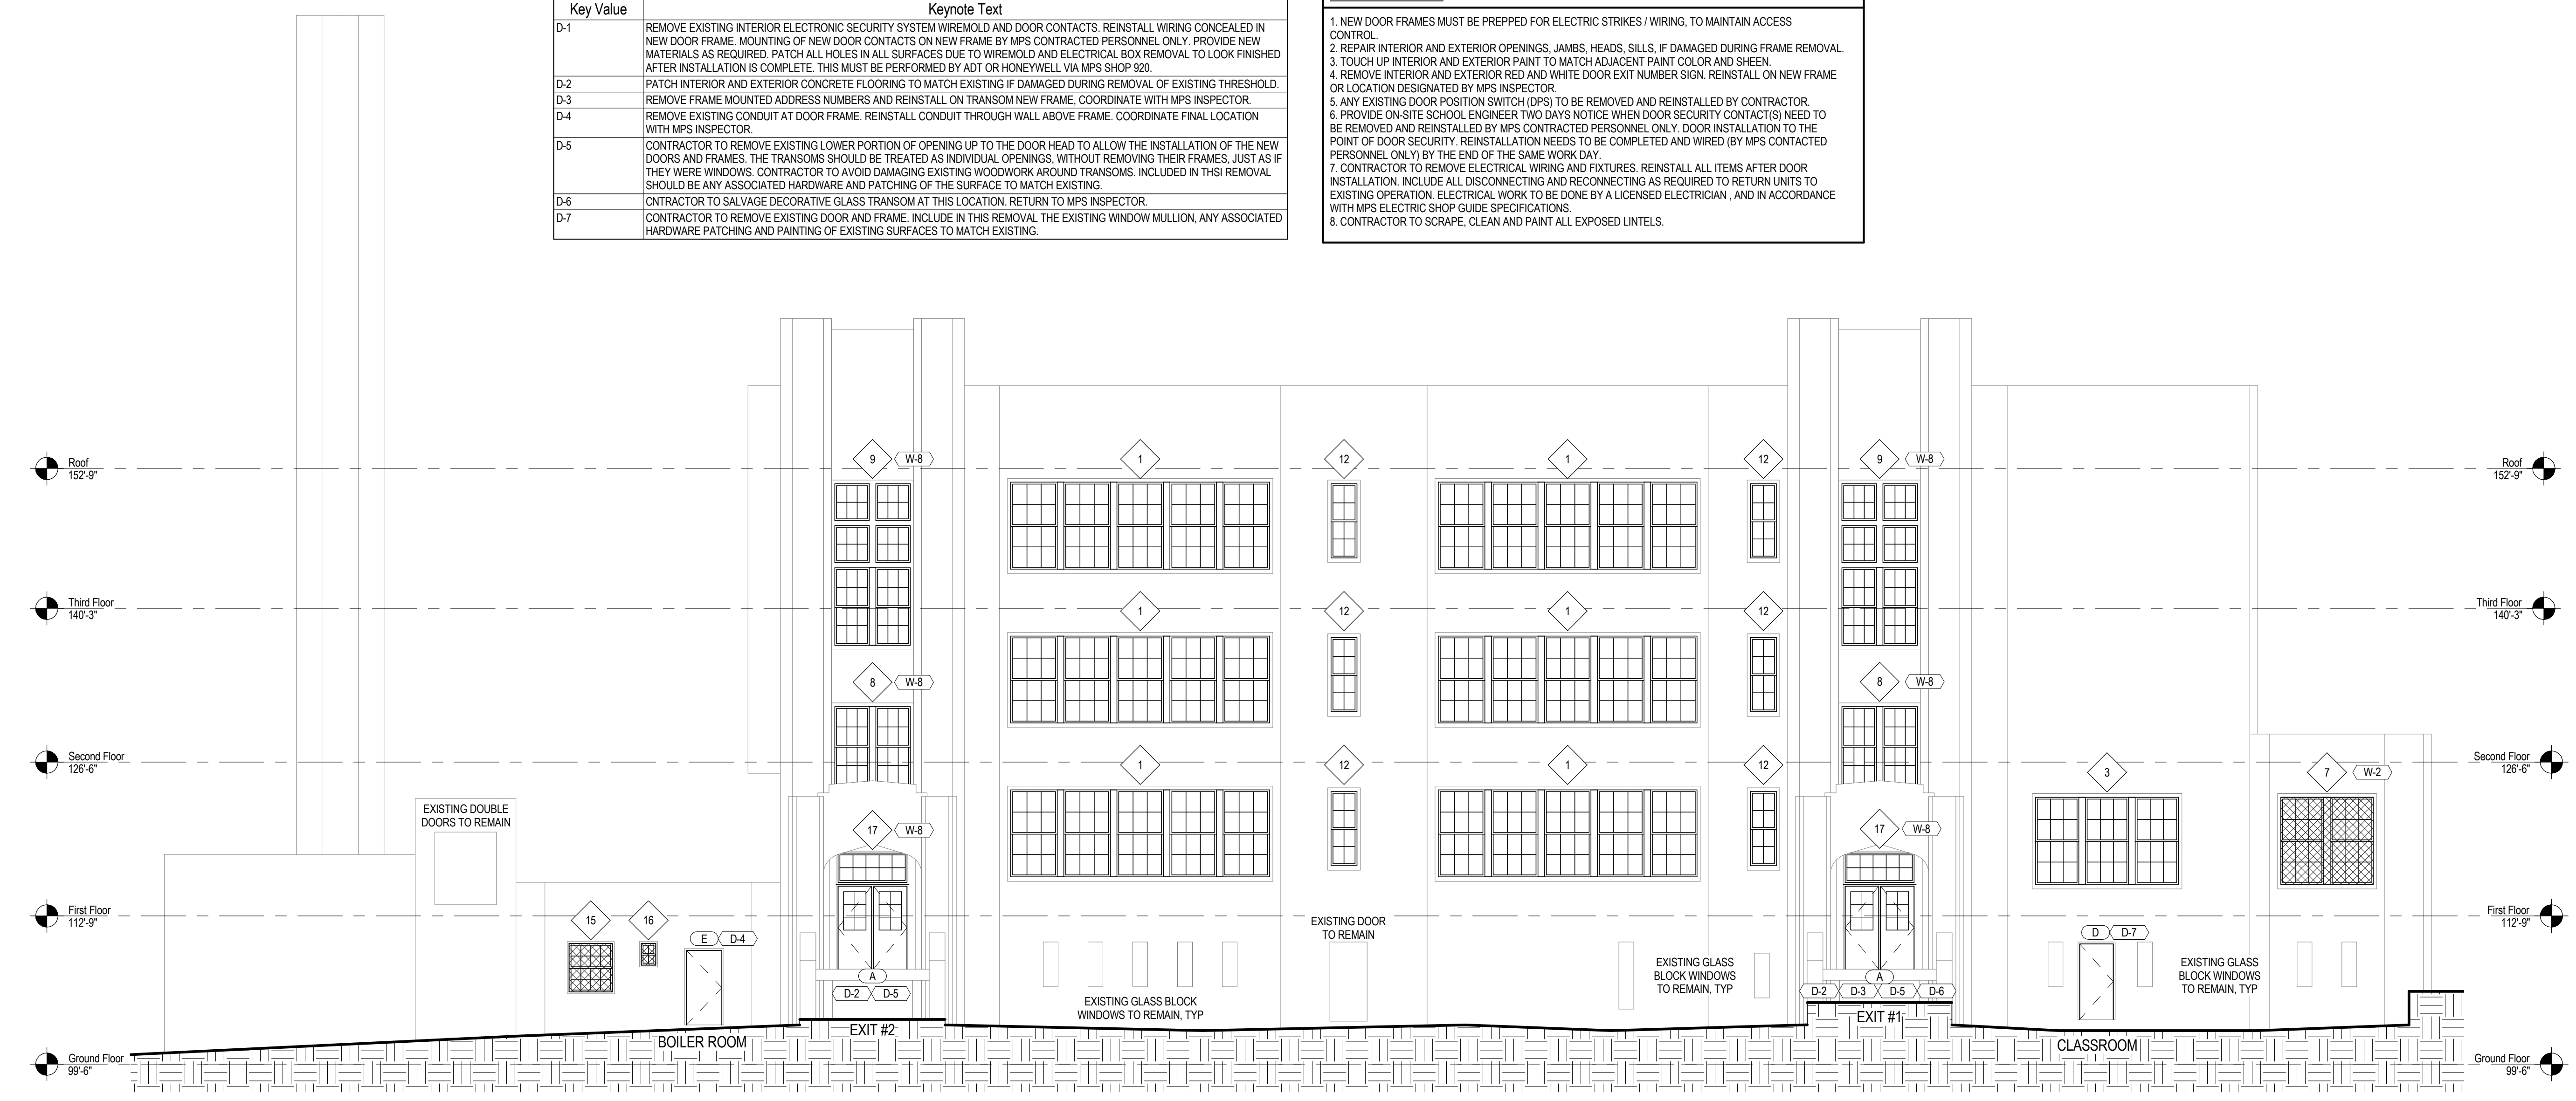 Key Value Keynote Text
D-1 REMOVE EXISTING INTERIOR ELECTRONIC SECURITY SYSTEM WIREMOLD AND DOOR CONTACTS. REINSTALL WIRING CONCEALED IN
NEW DOOR FRAME. MOUNTING OF NEW DOOR CONTACTS ON NEW FRAME BY MPS CONTRACTED PERSONNEL ONLY. PROVIDE NEW
MATERIALS AS REQUIRED. PATCH ALL HOLES IN ALL SURFACES DUE TO WIREMOLD AND ELECTRICAL BOX REMOVAL TO LOOK FINISHED
AFTER INSTALLATION IS COMPLETE. THIS MUST BE PERFORMED BY ADT OR HONEYWELL VIA MPS SHOP 920.
D-2 PATCH INTERIOR AND EXTERIOR CONCRETE FLOORING TO MATCH EXISTING IF DAMAGED DURING REMOVAL OF EXISTING THRESHOLD.
D-3 REMOVE FRAME MOUNTED ADDRESS NUMBERS AND REINSTALL ON TRANSOM NEW FRAME, COORDINATE WITH MPS INSPECTOR.
D-4 REMOVE EXISTING CONDUIT AT DOOR FRAME. REINSTALL CONDUIT THROUGH WALL ABOVE FRAME. COORDINATE FINAL LOCATION
WITH MPS INSPECTOR.
D-5 CONTRACTOR TO REMOVE EXISTING LOWER PORTION OF OPENING UP TO THE DOOR HEAD TO ALLOW THE INSTALLATION OF THE NEW
DOORS AND FRAMES. THE TRANSOMS SHOULD BE TREATED AS INDIVIDUAL OPENINGS, WITHOUT REMOVING THEIR FRAMES, JUST AS IF
THEY WERE WINDOWS. CONTRACTOR TO AVOID DAMAGING EXISTING WOODWORK AROUND TRANSOMS. INCLUDED IN THSI REMOVAL
SHOULD BE ANY ASSOCIATED HARDWARE AND PATCHING OF THE SURFACE TO MATCH EXISTING.
D-6 CNTRACTOR TO SALVAGE DECORATIVE GLASS TRANSOM AT THIS LOCATION. RETURN TO MPS INSPECTOR.
D-7 CONTRACTOR TO REMOVE EXISTING DOOR AND FRAME. INCLUDE IN THIS REMOVAL THE EXISTING WINDOW MULLION, ANY ASSOCIATED
HARDWARE PATCHING AND PAINTING OF EXISTING SURFACES TO MATCH EXISTING.
1. NEW DOOR FRAMES MUST BE PREPPED FOR ELECTRIC STRIKES / WIRING, TO MAINTAIN ACCESS
CONTROL.
2. REPAIR INTERIOR AND EXTERIOR OPENINGS, JAMBS, HEADS, SILLS, IF DAMAGED DURING FRAME REMOVAL.
3. TOUCH UP INTERIOR AND EXTERIOR PAINT TO MATCH ADJACENT PAINT COLOR AND SHEEN.
4. REMOVE INTERIOR AND EXTERIOR RED AND WHITE DOOR EXIT NUMBER SIGN. REINSTALL ON NEW FRAME
OR LOCATION DESIGNATED BY MPS INSPECTOR.
5. ANY EXISTING DOOR POSITION SWITCH (DPS) TO BE REMOVED AND REINSTALLED BY CONTRACTOR.
6. PROVIDE ON-SITE SCHOOL ENGINEER TWO DAYS NOTICE WHEN DOOR SECURITY CONTACT(S) NEED TO
BE REMOVED AND REINSTALLED BY MPS CONTRACTED PERSONNEL ONLY. DOOR INSTALLATION TO THE
POINT OF DOOR SECURITY. REINSTALLATION NEEDS TO BE COMPLETED AND WIRED (BY MPS CONTACTED
PERSONNEL ONLY) BY THE END OF THE SAME WORK DAY.
7. CONTRACTOR TO REMOVE ELECTRICAL WIRING AND FIXTURES. REINSTALL ALL ITEMS AFTER DOOR
INSTALLATION. INCLUDE ALL DISCONNECTING AND RECONNECTING AS REQUIRED TO RETURN UNITS TO
EXISTING OPERATION. ELECTRICAL WORK TO BE DONE BY A LICENSED ELECTRICIAN , AND IN ACCORDANCE
WITH MPS ELECTRIC SHOP GUIDE SPECIFICATIONS.
8. CONTRACTOR TO SCRAPE, CLEAN AND PAINT ALL EXPOSED LINTELS.
Roof 9 W-8 1 12 1 12 9 W-8 Roof
152'-9" 152'-9"
Third Floor 1 12 1 12 Third Floor
140'-3" 140'-3"
8 W-8 8 W-8
Second Floor 1 12 1 12 3 7 W-2 Second Floor
126'-6" 126'-6"
EXISTING DOUBLE
DOORS TO REMAIN
17 W-8 17 W-8
First Floor 15 16 First Floor
112'-9" 112'-9"
EXISTING DOOR
TO REMAIN
E D-4 D D-7
EXISTING GLASS
BLOCK WINDOWS
TO REMAIN, TYP
EXISTING GLASS
BLOCK WINDOWS
TO REMAIN, TYP
A A
D-2 D-5 D-2 D-3 D-5 D-6
EXISTING GLASS BLOCK
WINDOWS TO REMAIN, TYP
EXIT #2 EXIT #1
BOILER ROOM CLASSROOM
Ground Floor Ground Floor
99'-6" 99'-6"